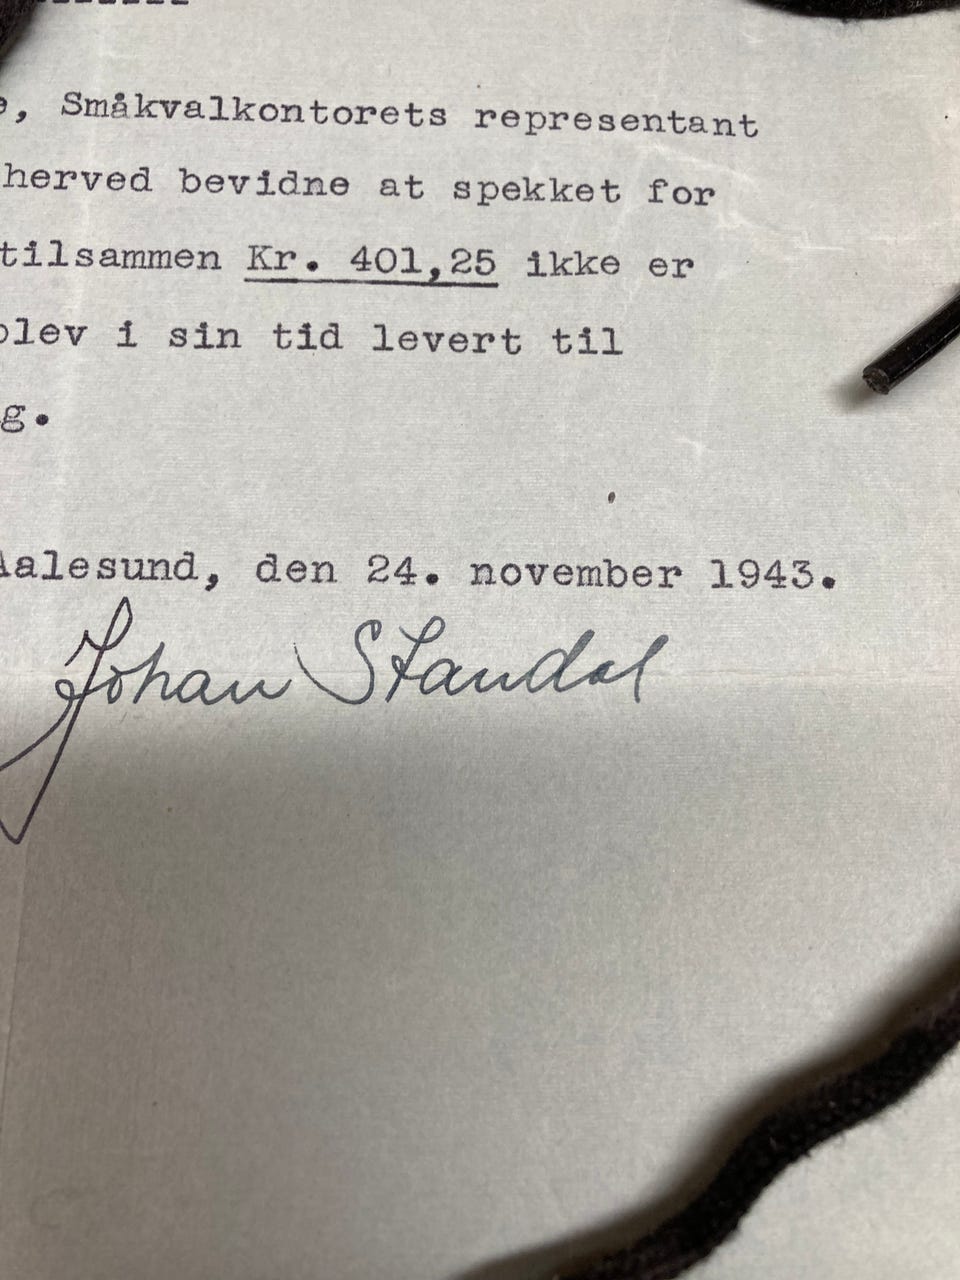 , Småkvalkontorets representant
herved bevidne at spekket for
tilsammen Kr. 401,25 ikke er
blev i sin tid levert til
g.
Aalesund, den 24. november 1943.
Johan Standal